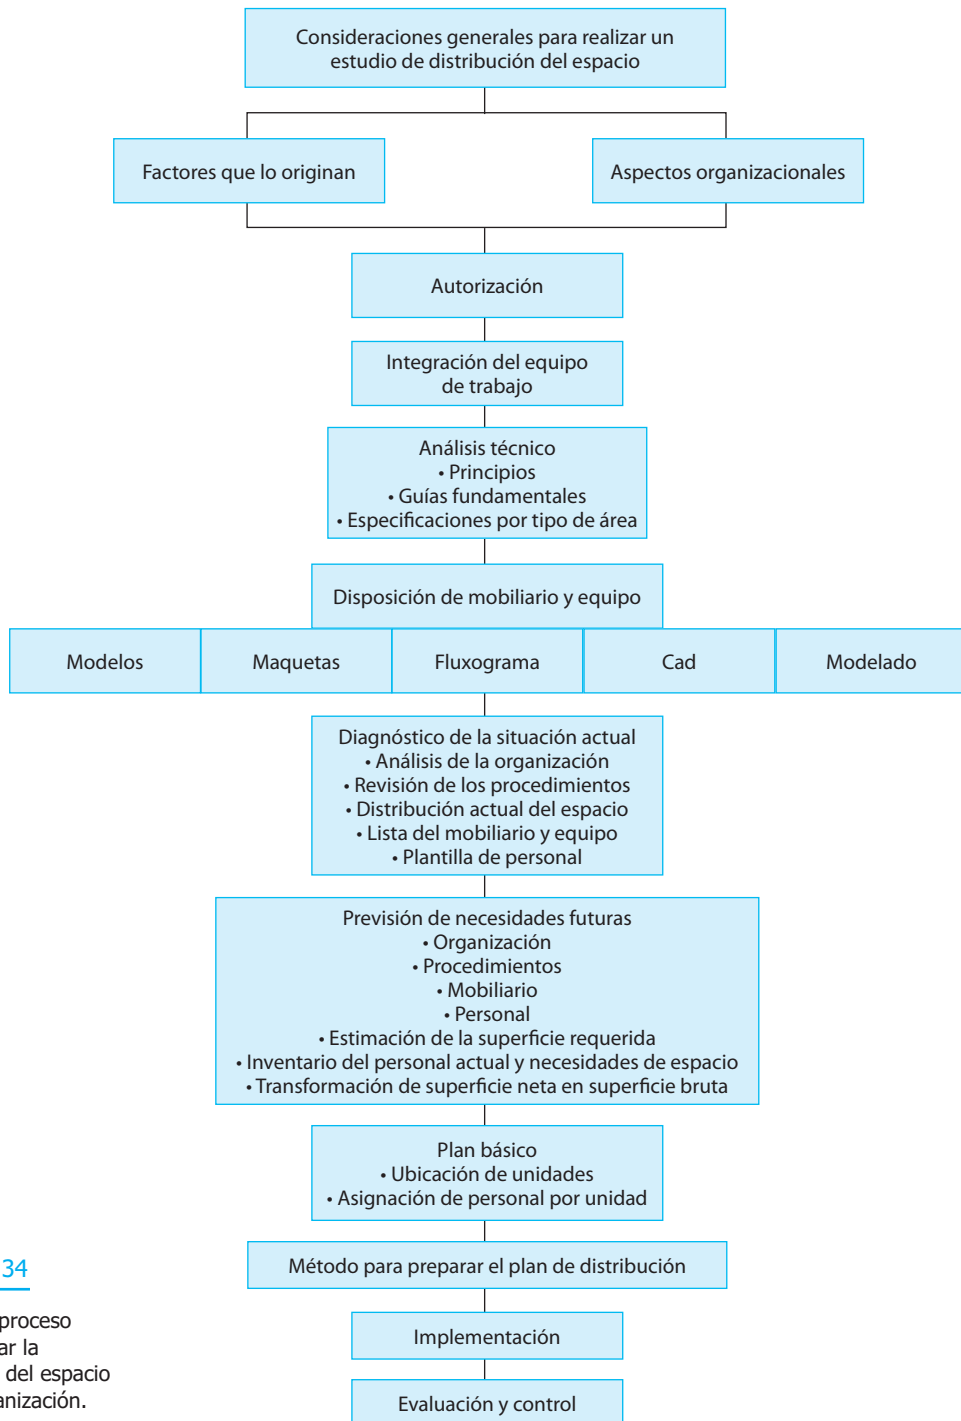 Consideraciones generales para realizar un
estudio de distribución del espacio
Factores que lo originan
Aspectos organizacionales
Autorización
Integración del equipo
de trabajo
Análisis técnico
• Principios
• Guías fundamentales
• Especificaciones por tipo de área
Disposición de mobiliario y equipo
Modelos
Maquetas
Fluxograma
Cad
Modelado
Diagnóstico de la situación actual
• Análisis de la organización
• Revisión de los procedimientos
• Distribución actual del espacio
• Lista del mobiliario y equipo
• Plantilla de personal
Previsión de necesidades futuras
• Organización
• Procedimientos
• Mobiliario
• Personal
• Estimación de la superficie requerida
• Inventario del personal actual y necesidades de espacio
• Transformación de superficie neta en superficie bruta
Plan básico
• Ubicación de unidades
• Asignación de personal por unidad
Método para preparar el plan de distribución
Implementación
Evaluación y control
34
proceso
ar la
del espacio
anización.